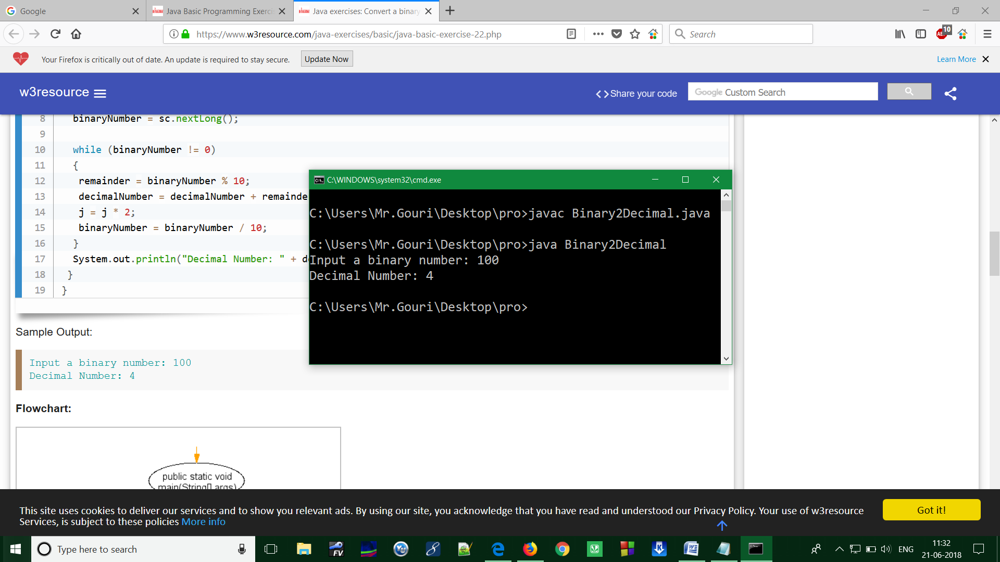 Google
Java Basic Programming Exerci
Java exercises: Convert a binary
https://www.w3resource.com/java-exercises/basic/java-basic-exercise-22.php
Search
ABP
10
Your Firefox is critically out of date. An update is required to stay secure.
Update Now
Learn More
w3resource
Share your code
Google Custom Search
8 binaryNumber = sc.nextLong();
9
10 while (binaryNumber != 0)
11 {
12 remainder = binaryNumber % 10;
13 decimalNumber = decimalNumber + remainde
14 j = j * 2;
15 binaryNumber = binaryNumber / 10;
16 }
17 System.out.println("Decimal Number: " + d
18 }
19 }
C:\WINDOWS\system32\cmd.exe
C:\Users\Mr.Gouri\Desktop\pro>javac Binary2Decimal.java
C:\Users\Mr.Gouri\Desktop\pro>java Binary2Decimal
Input a binary number: 100
Decimal Number: 4
C:\Users\Mr.Gouri\Desktop\pro>
Sample Output:
Input a binary number: 100
Decimal Number: 4
Flowchart:
public static void
main(String[] args)
This site uses cookies to deliver our services and to show you relevant ads. By using our site, you acknowledge that you have read and understood our Privacy Policy. Your use of w3resource
Services, is subject to these policies More info
Got it!
Type here to search
FV
ENG
11:32
21-06-2018